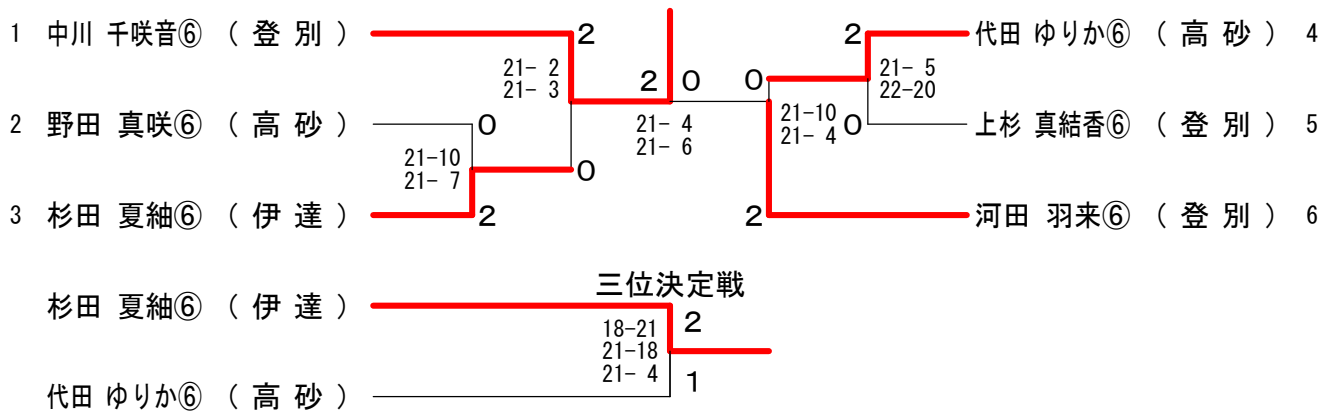 1 中川 千咲音⑥ （ 登 別 ） 2 2 代田 ゆりか⑥ （ 高 砂 ） 4
21- 2
21- 3
2 0 0
21- 5
22-20
2 野田 真咲⑥ （ 高 砂 ） 0
21- 4
21- 6
21-10
21- 4
0 上杉 真結香⑥ （ 登 別 ） 5
21-10
21- 7
0
3 杉田 夏紬⑥ （ 伊 達 ） 2 2 河田 羽来⑥ （ 登 別 ） 6
三位決定戦
杉田 夏紬⑥ （ 伊 達 ）
18-21
21-18
21- 4
2
1
代田 ゆりか⑥ （ 高 砂 ）